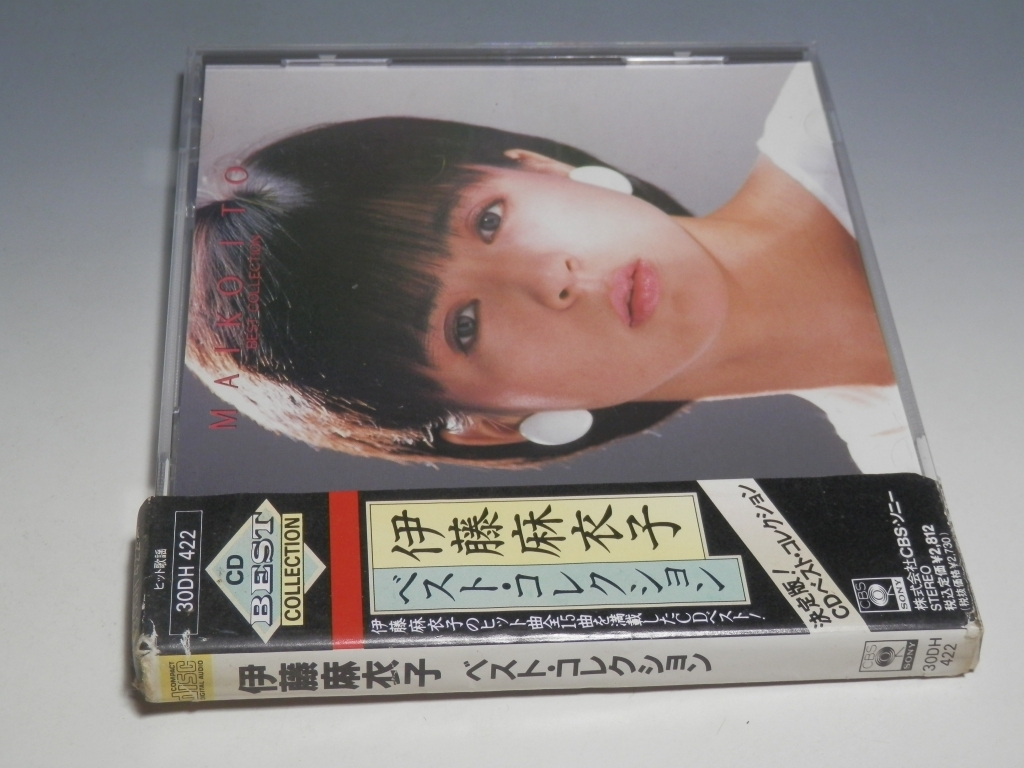 MAIKO ITO
BEST COLLECTION
ヒット歌謡
30DH 422
CD
BEST
COLLECTION
伊藤麻衣子
ベスト・コレクション
伊藤麻衣子のヒット曲全15曲を満載したCDベスト!
決定版!
CDベスト・コレクション
CBS
SONY
株式会社CBS・ソニー
STEREO
税込定価¥2,812
(税抜価格¥2,730)
COMPACT
DISC
DIGITAL AUDIO
伊藤麻衣子 ベスト・コレクション
CBS
SONY
30DH
422